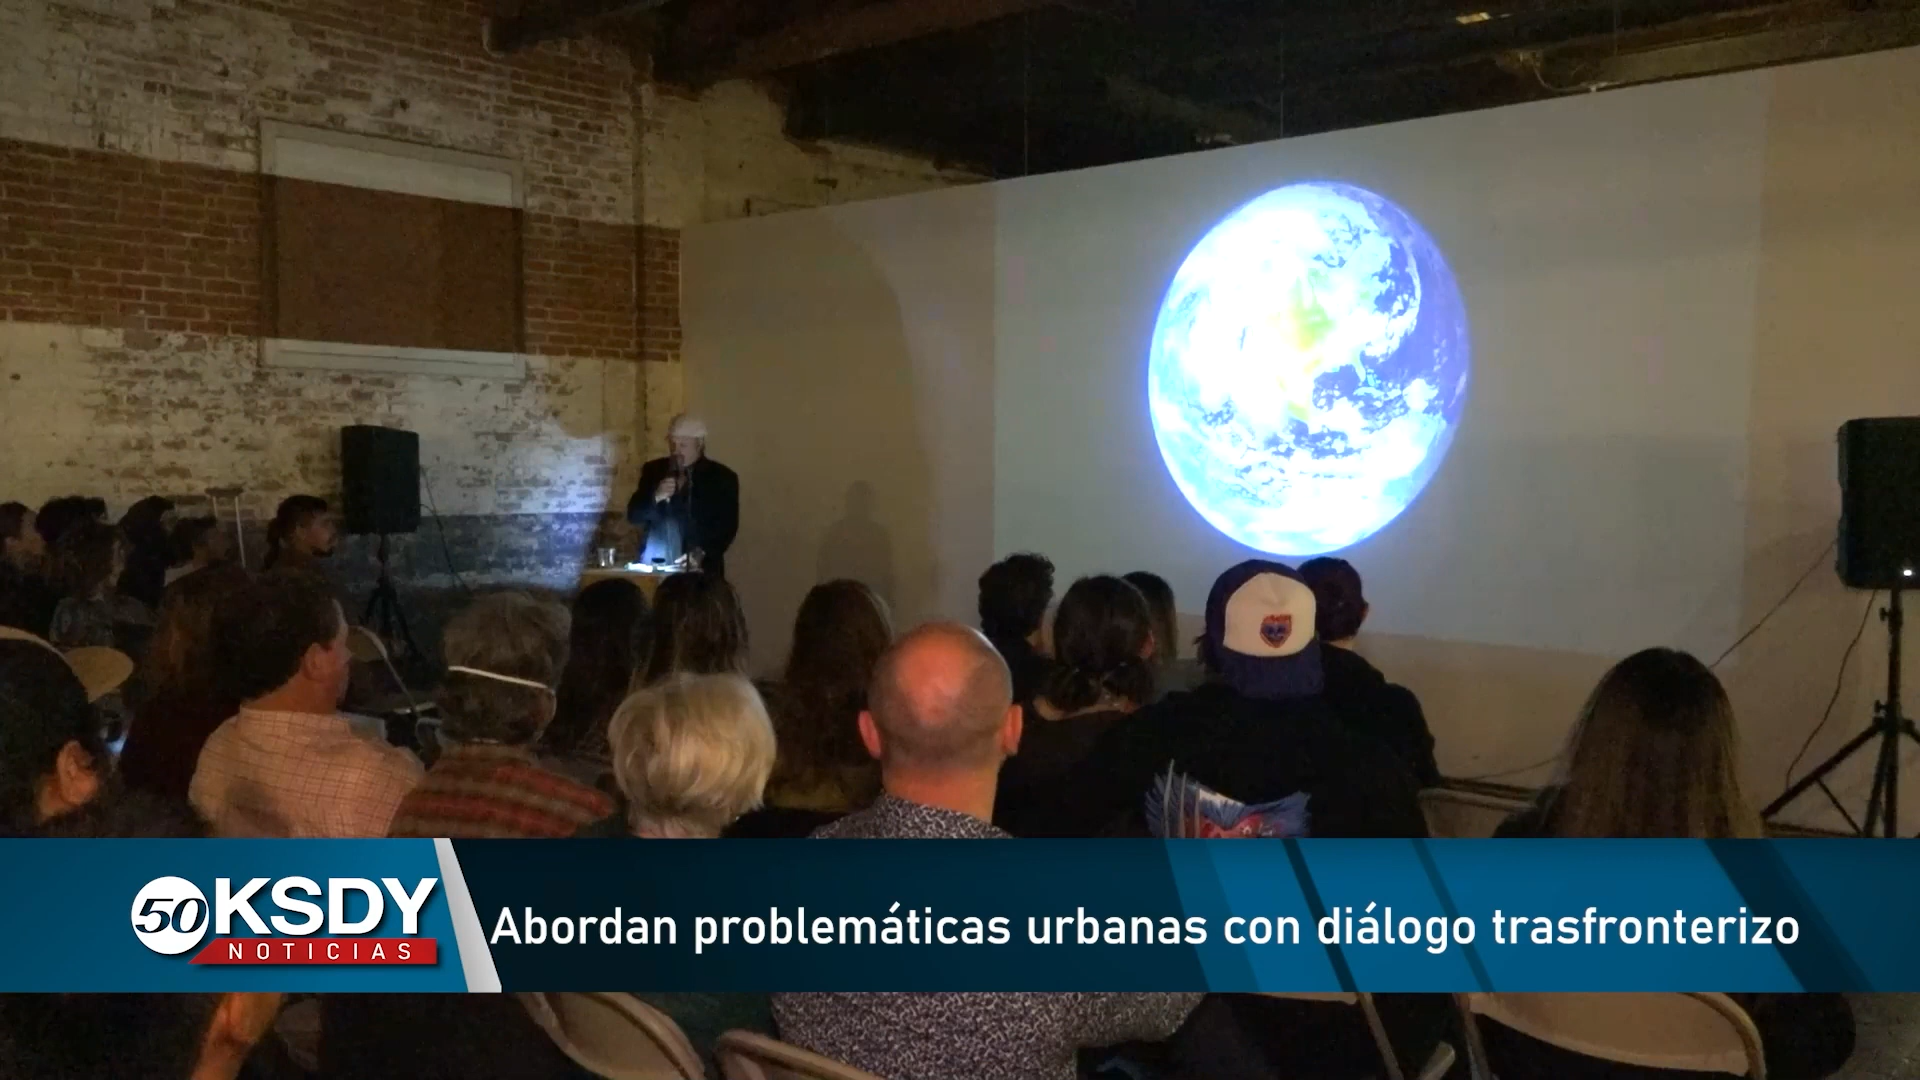 50 KSDY
NOTICIAS
Abordan problemáticas urbanas con diálogo trasfronterizo